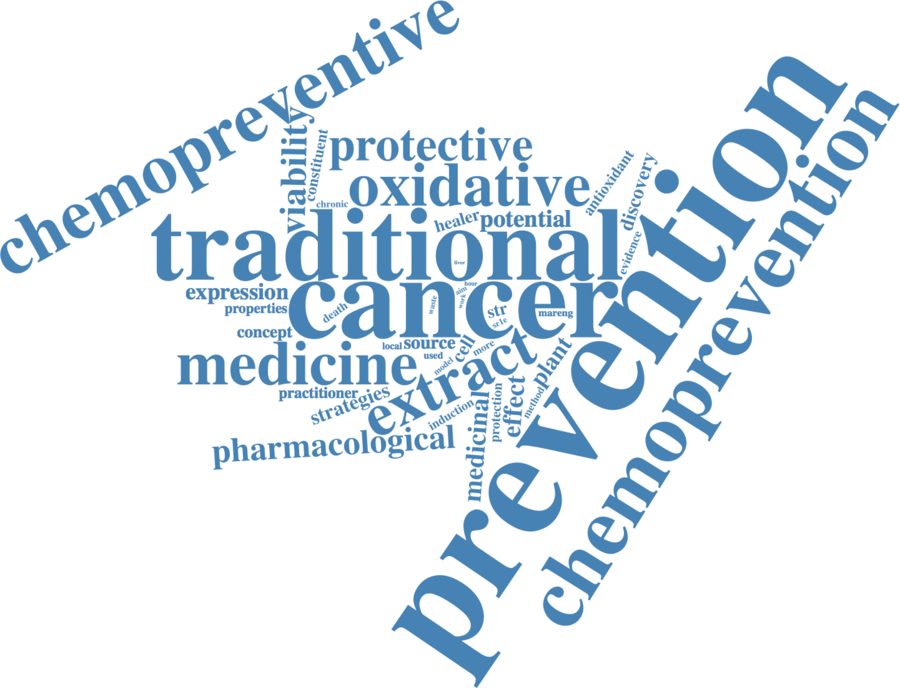 chemopreventive
viability
constituent
protective
oxidative
antioxidant
discovery
chronic
healer
potential
traditional
evidence
prevention
chemoprevention
liver
expression
properties
cancer
death
waste
aim
hour
work
str
srle
mareng
concept
local
source
used
cell
more
model
medicine
extract
plant
practitioner
strategies
induction
medicinal
protection
effect
method
pharmacological